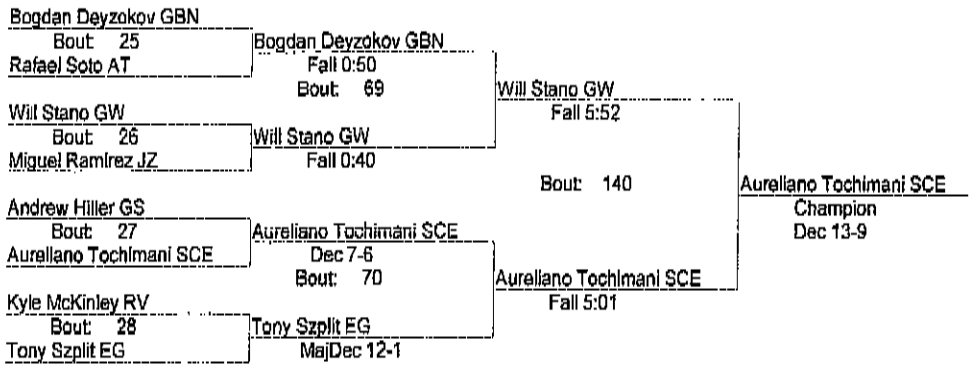 Bogdan Deyzokov GBN
Bout: 25
Rafael Soto AT
Bogdan Deyzokov GBN
Fall 0:50
Bout: 69
Will Stano GW
Bout: 26
Miguel Ramirez JZ
Will Stano GW
Fall 0:40
Will Stano GW
Fall 5:52
Bout: 140
Andrew Hiller GS
Bout: 27
Aureliano Tochimani SCE
Aureliano Tochimani SCE
Dec 7-6
Bout: 70
Kyle McKinley RV
Bout: 28
Tony Szplit EG
Tony Szplit EG
MajDec 12-1
Aureliano Tochimani SCE
Fall 5:01
Aureliano Tochimani SCE
Champion
Dec 13-9